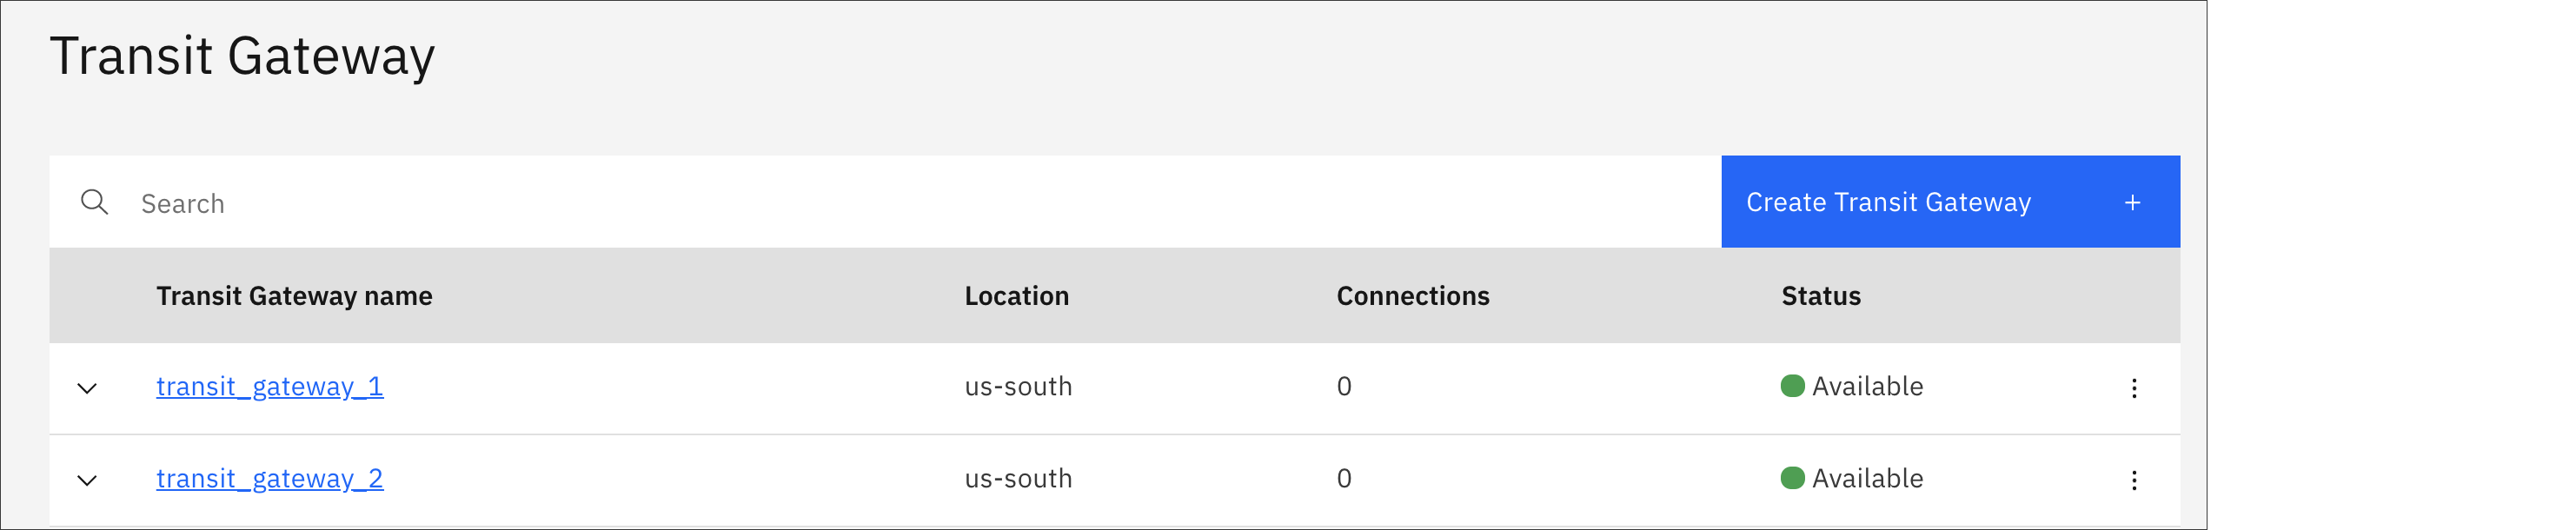 Transit Gateway
Search
Create Transit Gateway +
Transit Gateway name Location Connections Status
transit_gateway_1 us-south 0 Available
transit_gateway_2 us-south 0 Available